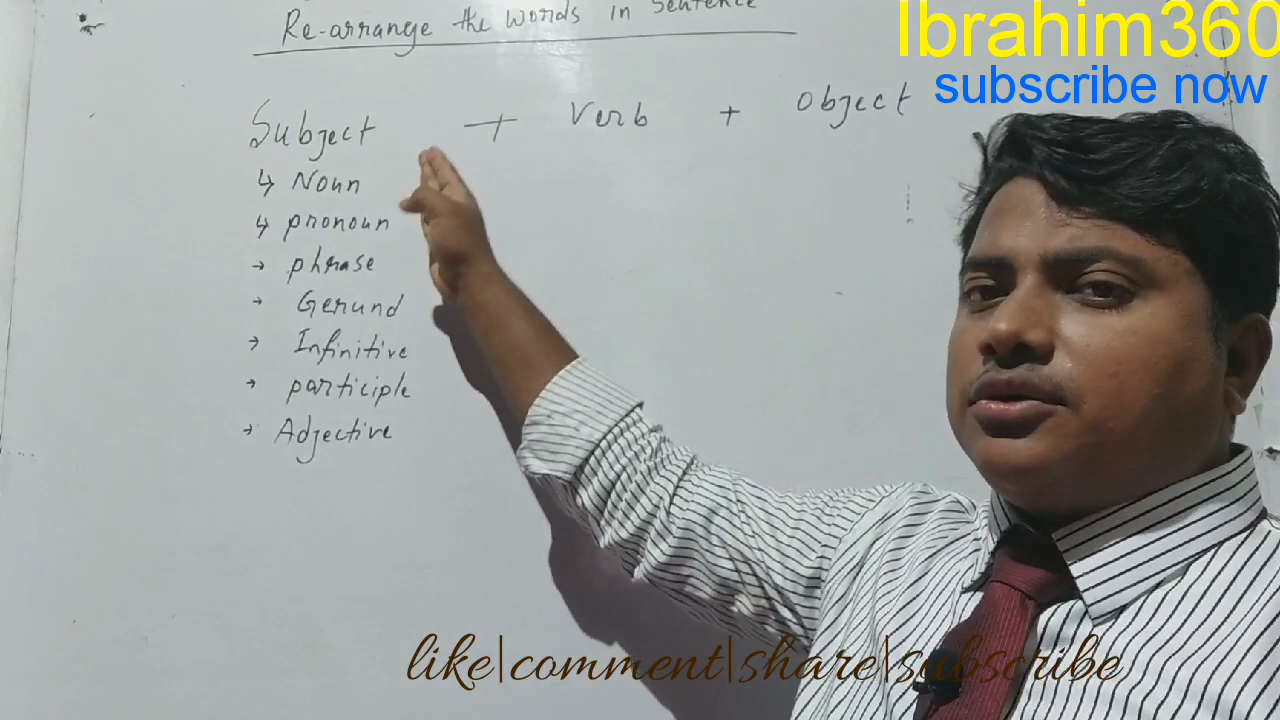 Re-arrange the words in Sentence
Ibrahim360
subscribe now
Subject + Verb + Object
↳ Noun
↳ pronoun
→ phrase
→ Gerund
→ Infinitive
→ participle
→ Adjective
like|comment|share|subscribe